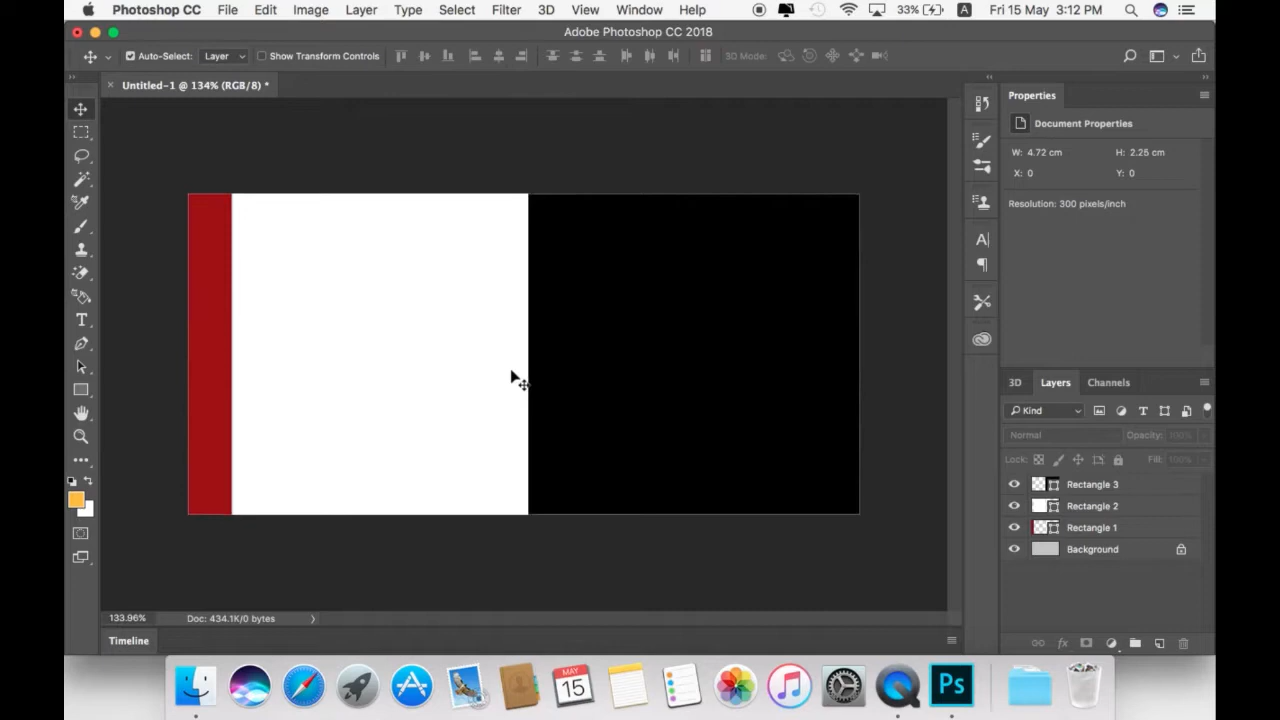 Photoshop CC File Edit Image Layer Type Select Filter 3D View Window Help 33% A Fri 15 May 3:12 PM
Adobe Photoshop CC 2018
Auto-Select: Layer Show Transform Controls 3D Mode:
Untitled-1 @ 134% (RGB/8) *
Properties
Document Properties
W: 4.72 cm H: 2.25 cm
X: 0 Y: 0
Resolution: 300 pixels/inch
3D Layers Channels
Kind
Normal Opacity: 100%
Lock: Fill: 100%
Rectangle 3
Rectangle 2
Rectangle 1
Background
133.96% Doc: 434.1K/0 bytes
Timeline
MAY
15
Ps